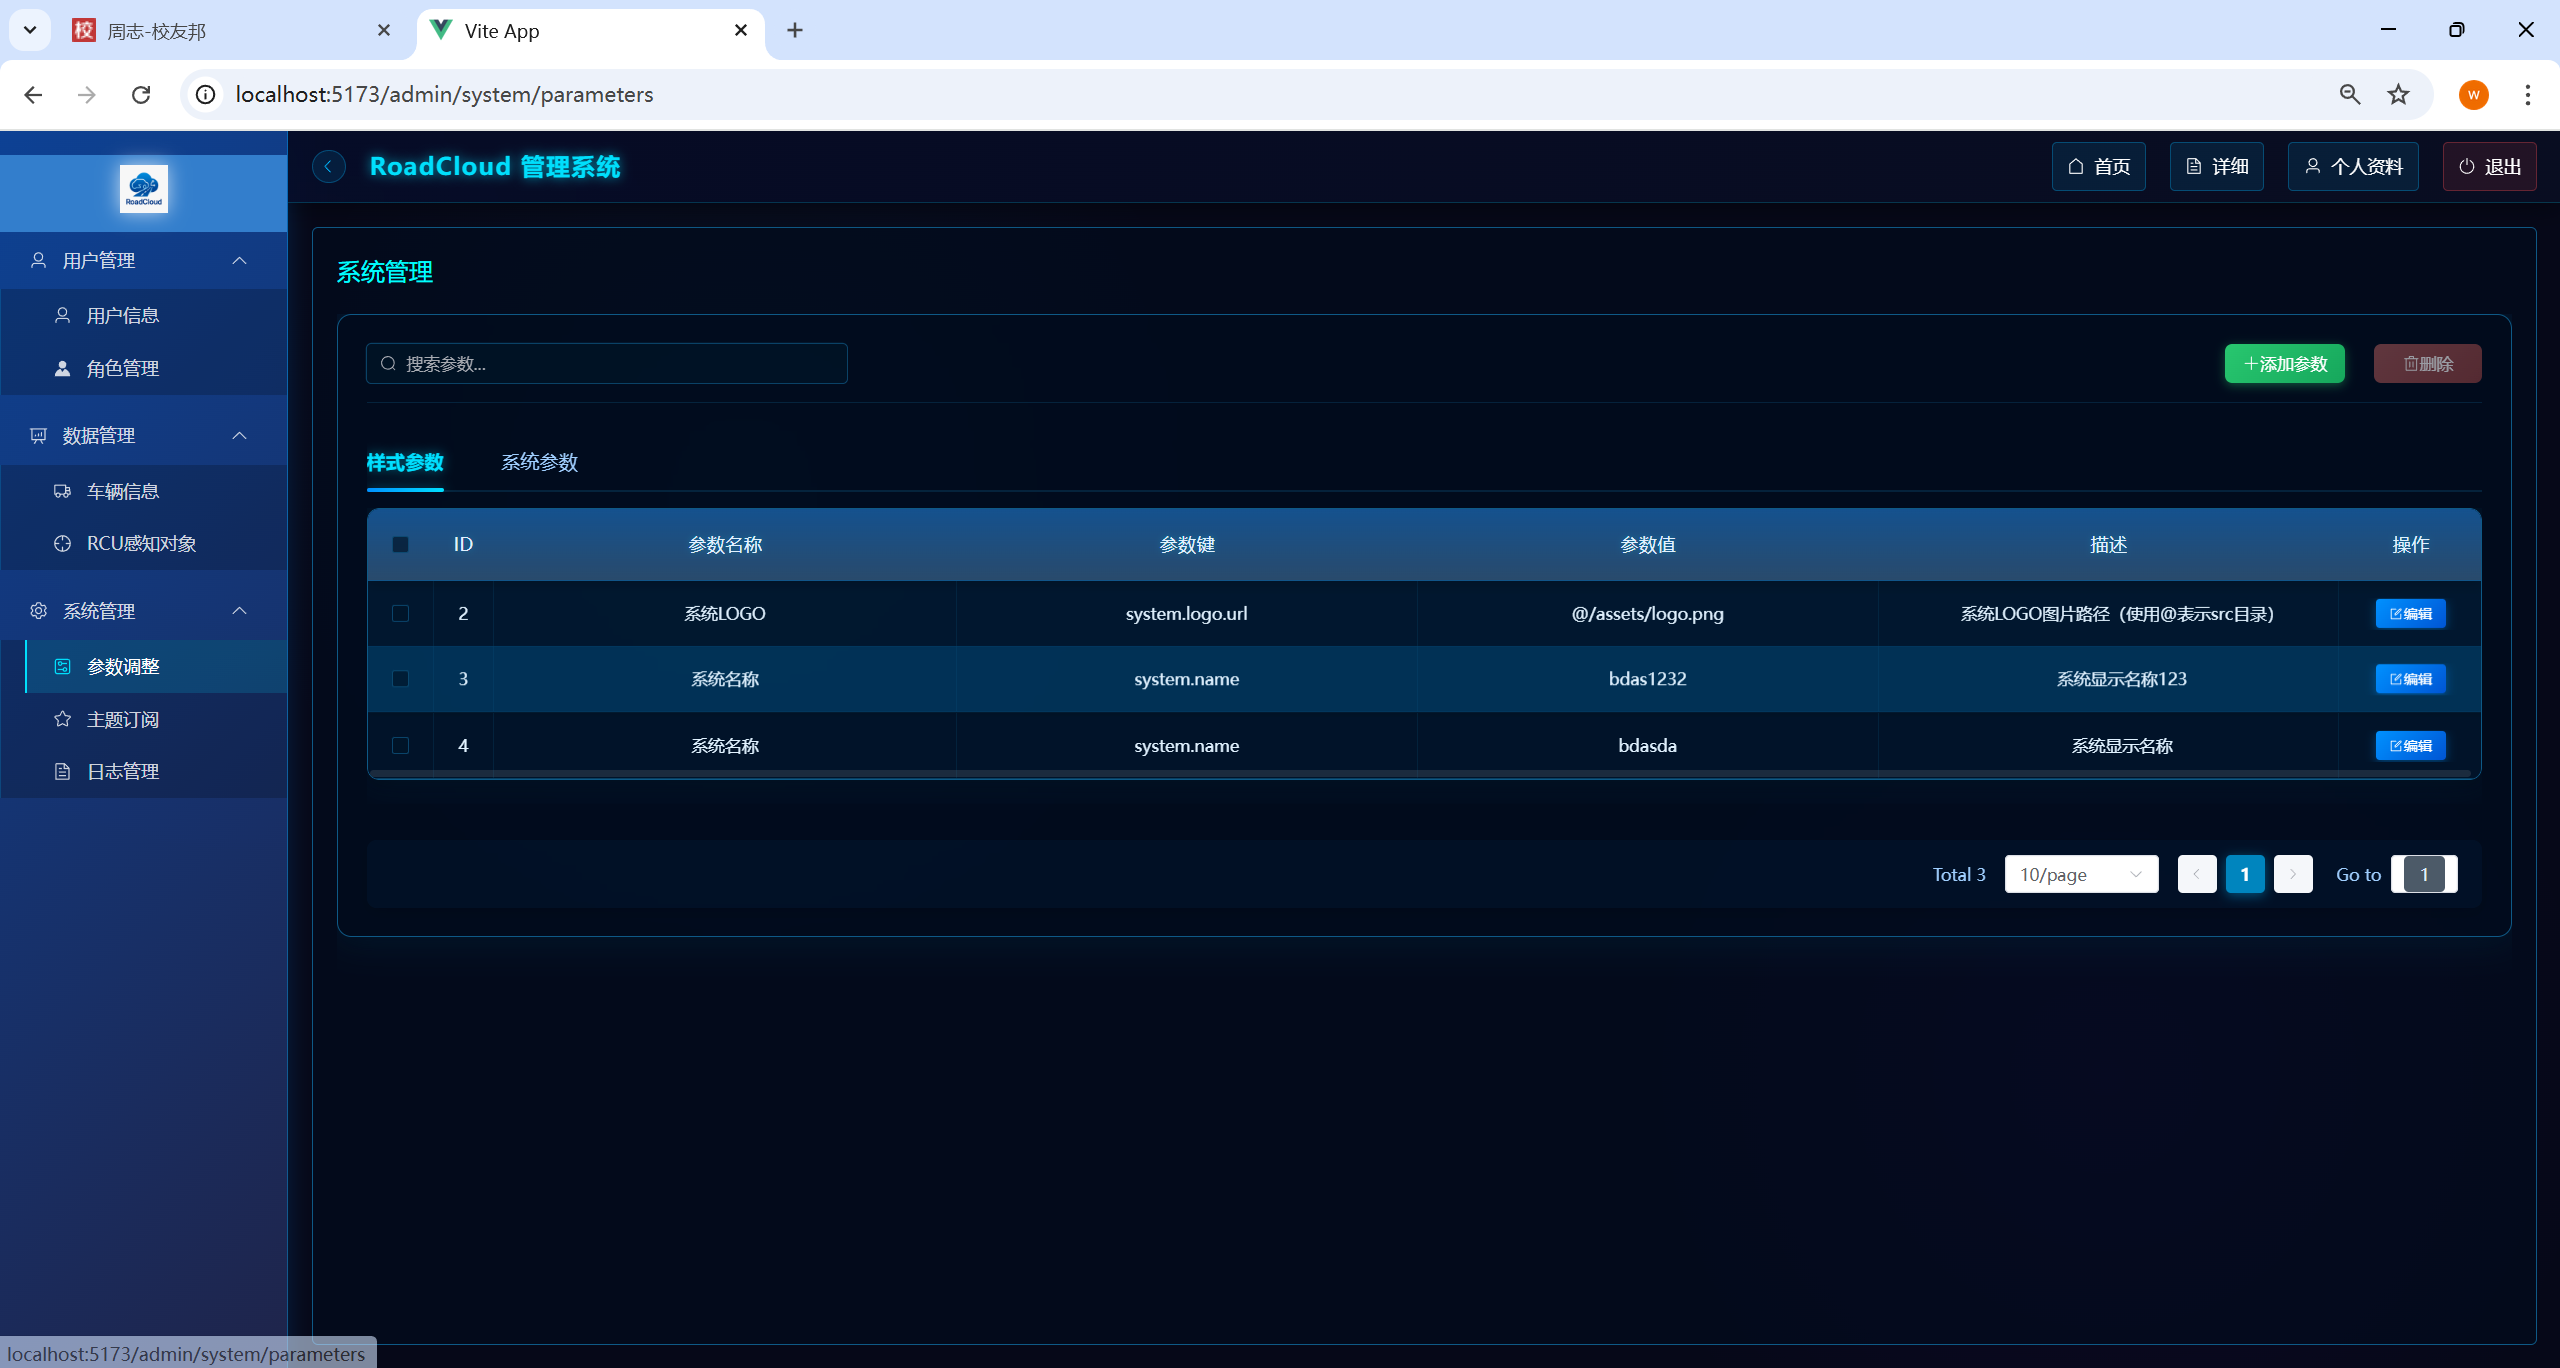 校 周志-校友邦
Vite App
localhost:5173/admin/system/parameters
W
RoadCloud
RoadCloud 管理系统
首页
详细
个人资料
退出
用户管理
用户信息
角色管理
数据管理
车辆信息
RCU感知对象
系统管理
参数调整
主题订阅
日志管理
系统管理
搜索参数...
添加参数
删除
样式参数 系统参数
ID 参数名称 参数键 参数值 描述 操作
2 系统LOGO system.logo.url @/assets/logo.png 系统LOGO图片路径（使用@表示src目录） 编辑
3 系统名称 system.name bdas1232 系统显示名称123 编辑
4 系统名称 system.name bdasda 系统显示名称 编辑
Total 3 10/page 1 Go to 1
localhost:5173/admin/system/parameters